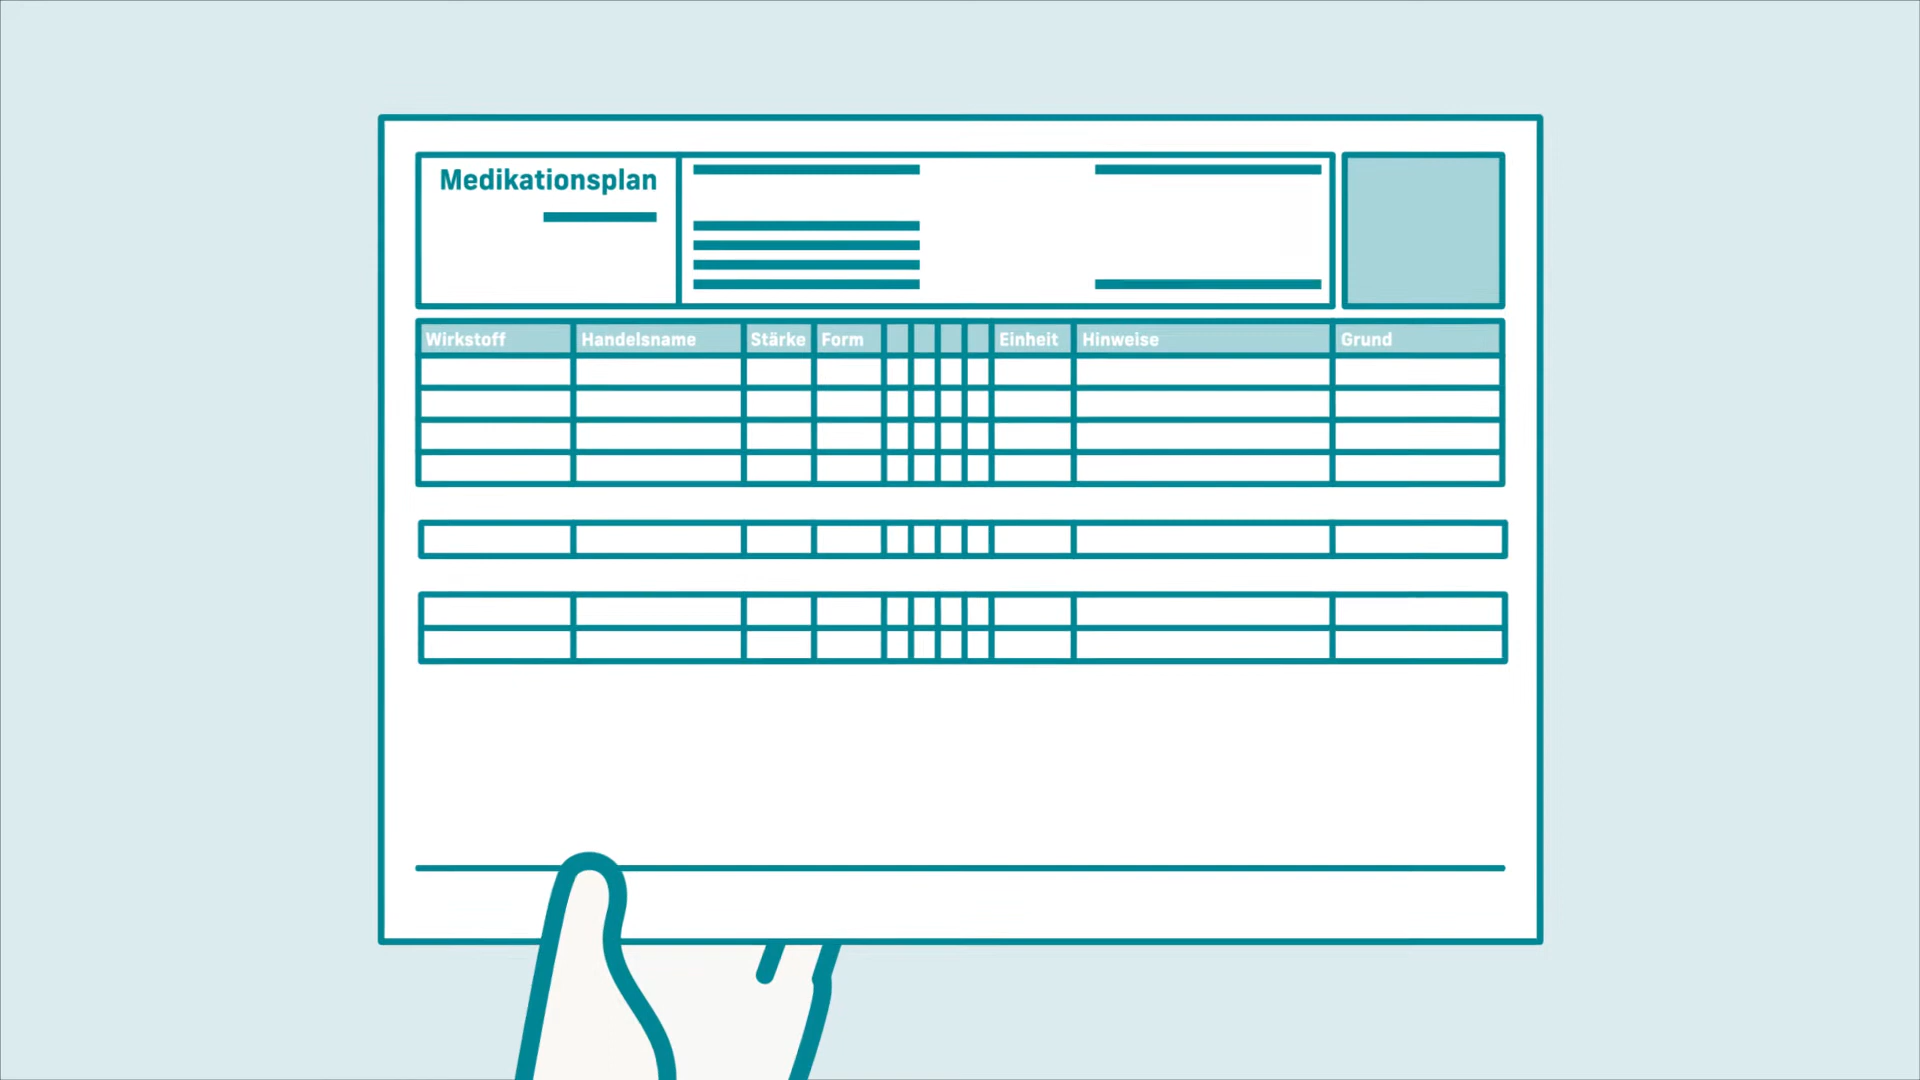 Medikationsplan
Wirkstoff Handelsname Stärke Form Einheit Hinweise Grund